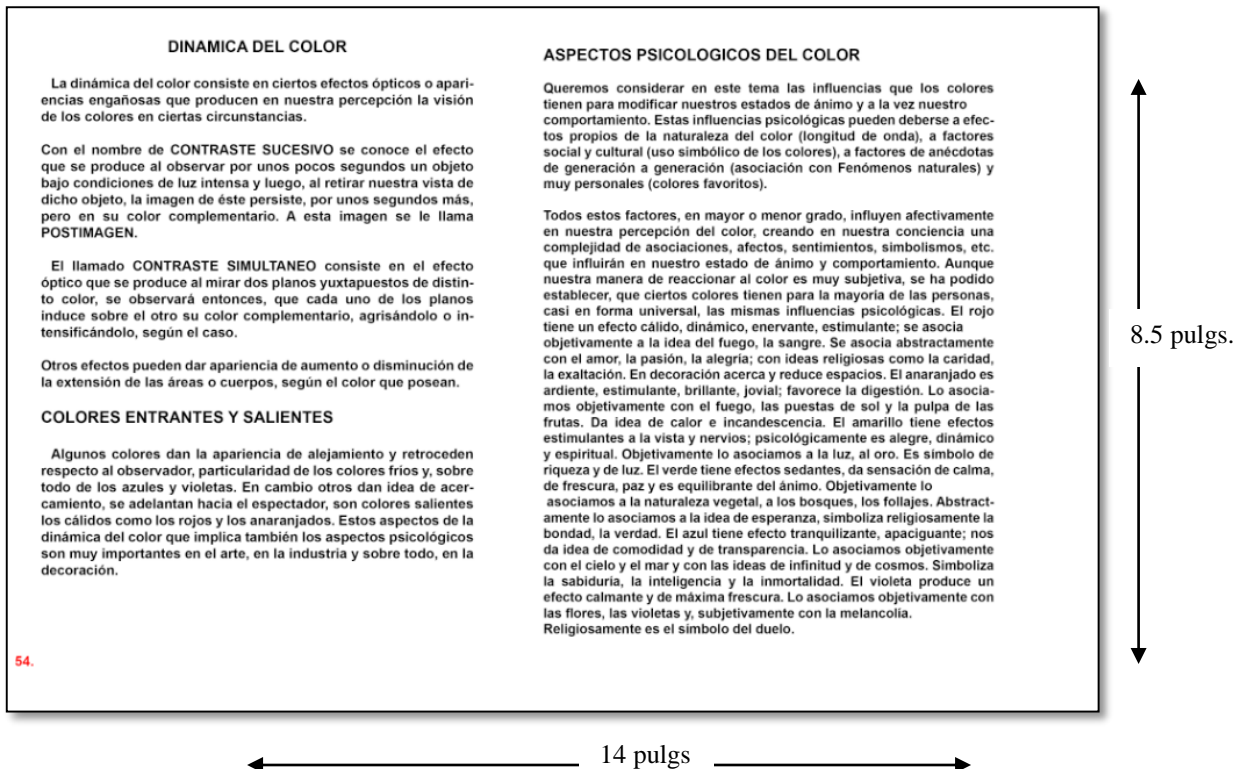 DINAMICA DEL COLOR
La dinámica del color consiste en ciertos efectos ópticos o apari-
encias engañosas que producen en nuestra percepción la visión
de los colores en ciertas circunstancias.
Con el nombre de CONTRASTE SUCESIVO se conoce el efecto
que se produce al observar por unos pocos segundos un objeto
bajo condiciones de luz intensa y luego, al retirar nuestra vista de
dicho objeto, la imagen de éste persiste, por unos segundos más,
pero en su color complementario. A esta imagen se le llama
POSTIMAGEN.
El llamado CONTRASTE SIMULTANEO consiste en el efecto
óptico que se produce al mirar dos planos yuxtapuestos de distin-
to color, se observará entonces, que cada uno de los planos
induce sobre el otro su color complementario, agrisándolo o in-
tensificándolo, según el caso.
Otros efectos pueden dar apariencia de aumento o disminución de
la extensión de las áreas o cuerpos, según el color que posean.
COLORES ENTRANTES Y SALIENTES
Algunos colores dan la apariencia de alejamiento y retroceden
respecto al observador, particularidad de los colores fríos y, sobre
todo de los azules y violetas. En cambio otros dan idea de acer-
camiento, se adelantan hacia el espectador, son colores salientes
los cálidos como los rojos y los anaranjados. Estos aspectos de la
dinámica del color que implica también los aspectos psicológicos
son muy importantes en el arte, en la industria y sobre todo, en la
decoración.
54.
ASPECTOS PSICOLOGICOS DEL COLOR
Queremos considerar en este tema las influencias que los colores
tienen para modificar nuestros estados de ánimo y a la vez nuestro
comportamiento. Estas influencias psicológicas pueden deberse a efec-
tos propios de la naturaleza del color (longitud de onda), a factores
social y cultural (uso simbólico de los colores), a factores de anécdotas
de generación a generación (asociación con Fenómenos naturales) y
muy personales (colores favoritos).
Todos estos factores, en mayor o menor grado, influyen afectivamente
en nuestra percepción del color, creando en nuestra conciencia una
complejidad de asociaciones, afectos, sentimientos, simbolismos, etc.
que influirán en nuestro estado de ánimo y comportamiento. Aunque
nuestra manera de reaccionar al color es muy subjetiva, se ha podido
establecer, que ciertos colores tienen para la mayoría de las personas,
casi en forma universal, las mismas influencias psicológicas. El rojo
tiene un efecto cálido, dinámico, enervante, estimulante; se asocia
objetivamente a la idea del fuego, la sangre. Se asocia abstractamente
con el amor, la pasión, la alegría; con ideas religiosas como la caridad,
la exaltación. En decoración acerca y reduce espacios. El anaranjado es
ardiente, estimulante, brillante, jovial; favorece la digestión. Lo asocia-
mos objetivamente con el fuego, las puestas de sol y la pulpa de las
frutas. Da idea de calor e incandescencia. El amarillo tiene efectos
estimulantes a la vista y nervios; psicológicamente es alegre, dinámico
y espiritual. Objetivamente lo asociamos a la luz, al oro. Es símbolo de
riqueza y de luz. El verde tiene efectos sedantes, da sensación de calma,
de frescura, paz y es equilibrante del ánimo. Objetivamente lo
asociamos a la naturaleza vegetal, a los bosques, los follajes. Abstract-
amente lo asociamos a la idea de esperanza, simboliza religiosamente la
bondad, la verdad. El azul tiene efecto tranquilizante, apaciguante; nos
da idea de comodidad y de transparencia. Lo asociamos objetivamente
con el cielo y el mar y con las ideas de infinitud y de cosmos. Simboliza
la sabiduría, la inteligencia y la inmortalidad. El violeta produce un
efecto calmante y de máxima frescura. Lo asociamos objetivamente con
las flores, las violetas y, subjetivamente con la melancolía.
Religiosamente es el símbolo del duelo.
8.5 pulgs.
14 pulgs